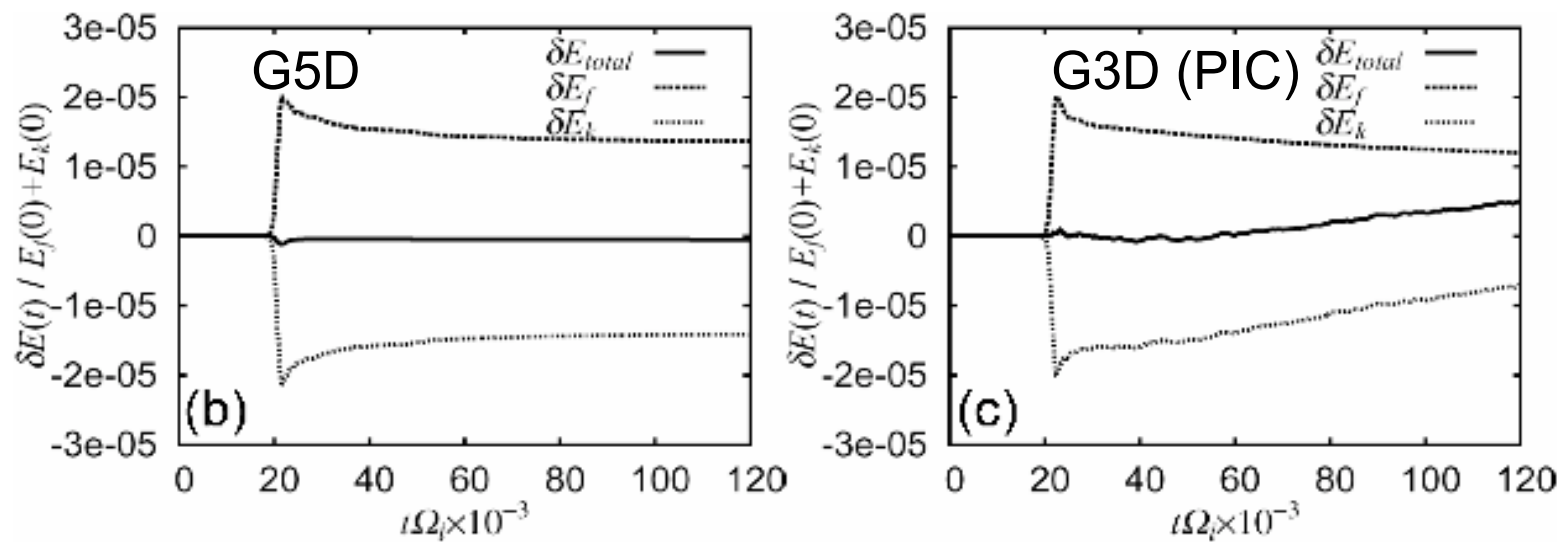 G5D
δE_total
δE_f
δE_k
3e-05
2e-05
1e-05
0
-1e-05
-2e-05
-3e-05
δE(t) / E_f(0)+E_k(0)
(b)
0 20 40 60 80 100 120
tΩ_i×10⁻³
G3D (PIC)
δE_total
δE_f
δE_k
3e-05
2e-05
1e-05
0
-1e-05
-2e-05
-3e-05
δE(t) / E_f(0)+E_k(0)
(c)
0 20 40 60 80 100 120
tΩ_i×10⁻³